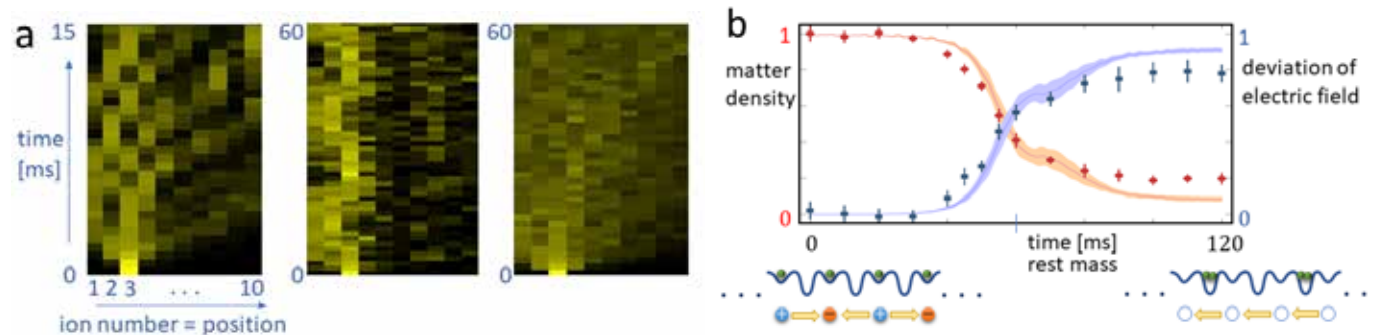 a
15
60
60
time
[ms]
0
0
0
1 2 3 ... 10
ion number = position
b
1
1
matter
density
deviation of
electric field
0
0
0
time [ms]
120
rest mass
. . .
. . .
. . .
. . .
+ − + −